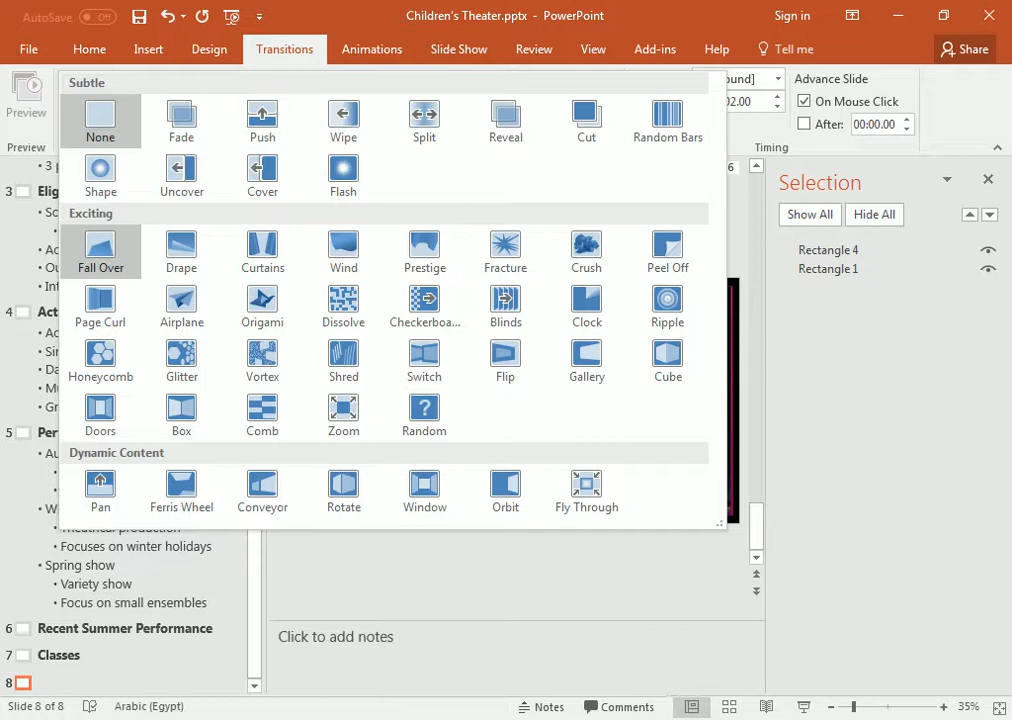 AutoSave Off
Children's Theater.pptx - PowerPoint
Sign in
File Home Insert Design Transitions Animations Slide Show Review View Add-ins Help Tell me Share
Preview
Preview
Subtle
None Fade Push Wipe Split Reveal Cut Random Bars
Shape Uncover Cover Flash
Exciting
Fall Over Drape Curtains Wind Prestige Fracture Crush Peel Off
Page Curl Airplane Origami Dissolve Checkerboa... Blinds Clock Ripple
Honeycomb Glitter Vortex Shred Switch Flip Gallery Cube
Doors Box Comb Zoom Random
Dynamic Content
Pan Ferris Wheel Conveyor Rotate Window Orbit Fly Through
Advance Slide
02.00 On Mouse Click
After: 00:00.00
Timing
6
Selection
Show All Hide All
Rectangle 4
Rectangle 1
• 3
3 Elig
4 Act
5 Per
• Focuses on winter holidays
• Spring show
• Variety show
• Focus on small ensembles
6 Recent Summer Performance
7 Classes
8
Click to add notes
Slide 8 of 8 Arabic (Egypt) Notes Comments 35%